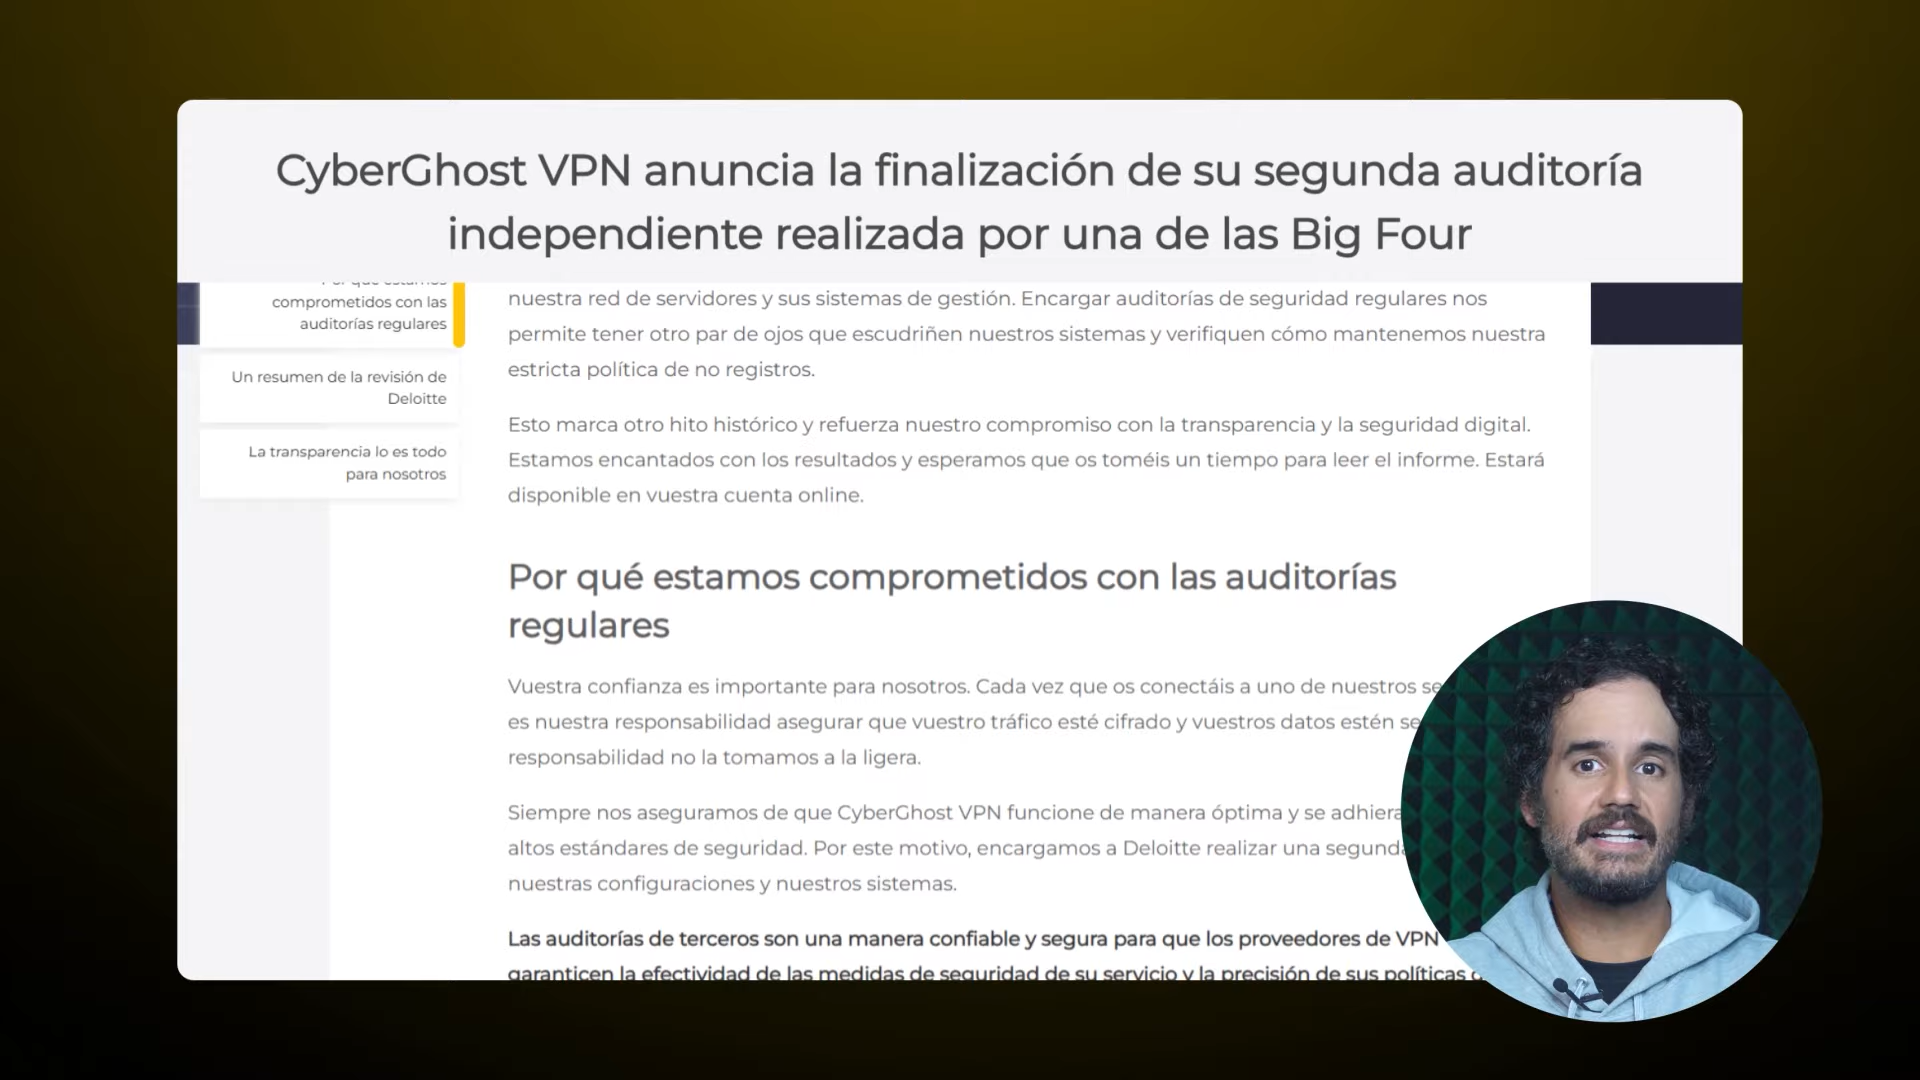 CyberGhost VPN anuncia la finalización de su segunda auditoría
independiente realizada por una de las Big Four
Por qué estamos
comprometidos con las
auditorías regulares
Un resumen de la revisión de
Deloitte
La transparencia lo es todo
para nosotros
nuestra red de servidores y sus sistemas de gestión. Encargar auditorías de seguridad regulares nos
permite tener otro par de ojos que escudriñen nuestros sistemas y verifiquen cómo mantenemos nuestra
estricta política de no registros.
Esto marca otro hito histórico y refuerza nuestro compromiso con la transparencia y la seguridad digital.
Estamos encantados con los resultados y esperamos que os toméis un tiempo para leer el informe. Estará
disponible en vuestra cuenta online.
Por qué estamos comprometidos con las auditorías
regulares
Vuestra confianza es importante para nosotros. Cada vez que os conectáis a uno de nuestros
es nuestra responsabilidad asegurar que vuestro tráfico esté cifrado y vuestros datos estén
responsabilidad no la tomamos a la ligera.
Siempre nos aseguramos de que CyberGhost VPN funcione de manera óptima y se adhiera
altos estándares de seguridad. Por este motivo, encargamos a Deloitte realizar una segunda
nuestras configuraciones y nuestros sistemas.
Las auditorías de terceros son una manera confiable y segura para que los proveedores de VPN
garanticen la efectividad de las medidas de seguridad de su servicio y la precisión de sus políticas